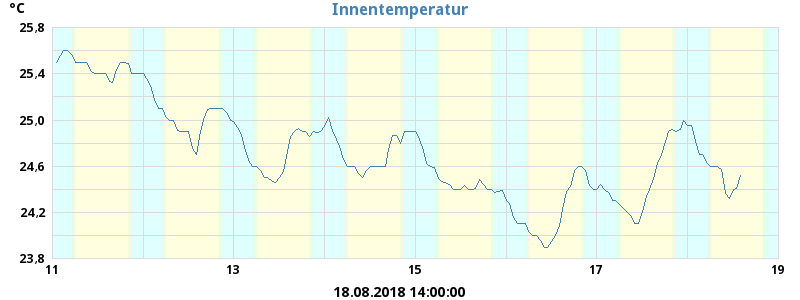 Innentemperatur
°C
25,8
25,4
25,0
24,6
24,2
23,8
11 13 15 17 19
18.08.2018 14:00:00